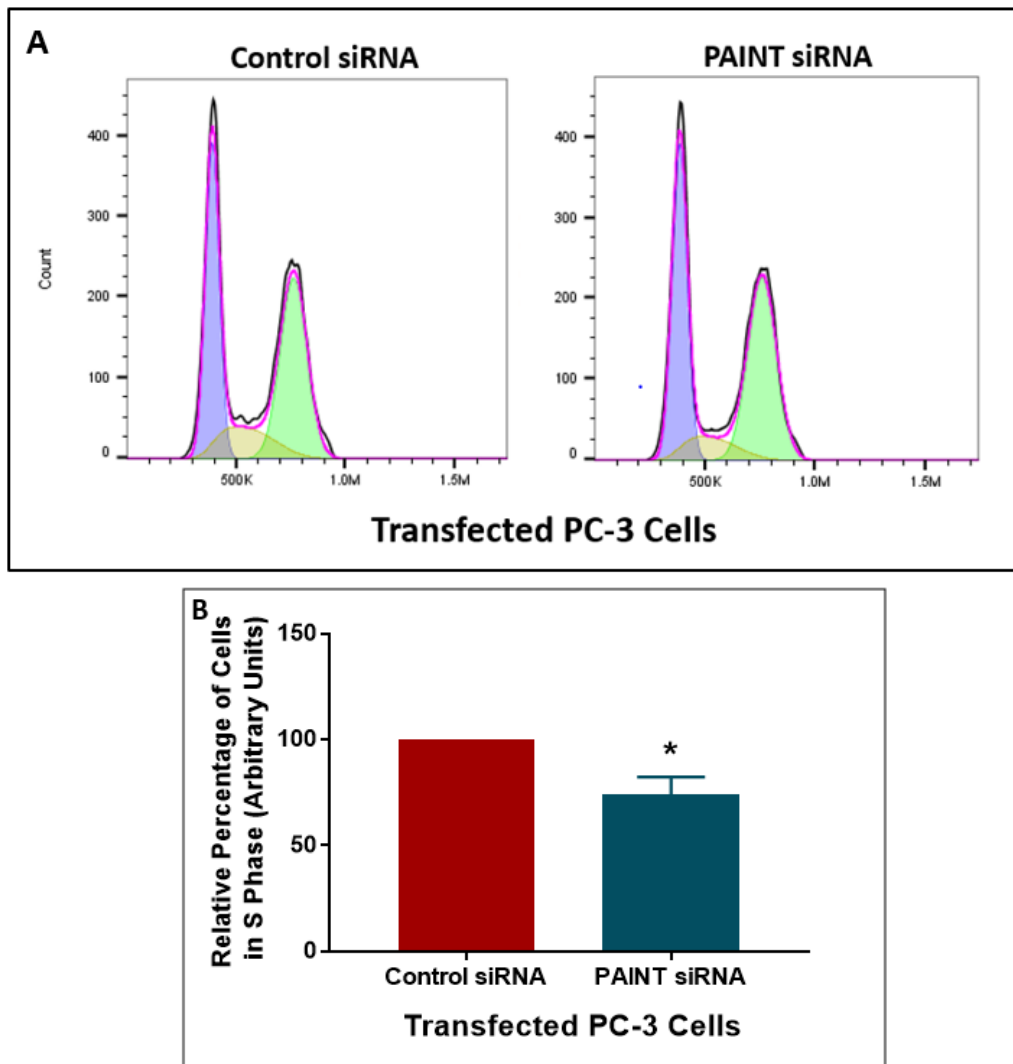 A
Control siRNA
PAINT siRNA
400
300
200
100
0
Count
500K
1.0M
1.5M
400
300
200
100
0
500K
1.0M
1.5M
Transfected PC-3 Cells
B
Relative Percentage of Cells
in S Phase (Arbitrary Units)
150
100
50
0
*
Control siRNA
PAINT siRNA
Transfected PC-3 Cells